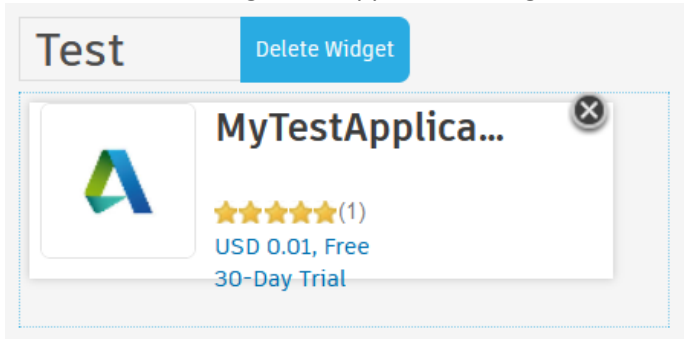 Test
Delete Widget
MyTestApplica...
(1)
USD 0.01, Free
30-Day Trial